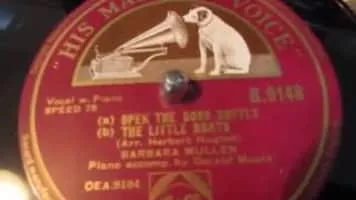 "HIS MASTER'S VOICE"
Vocal w. Piano
SPEED 78
B.9148
(a) OPEN THE DOOR SOFTLY
(b) THE LITTLE BOATS
(Arr. Herbert Hughes)
BARBARA MULLEN
Piano accomp. by Gerald Moore
OEA.9104